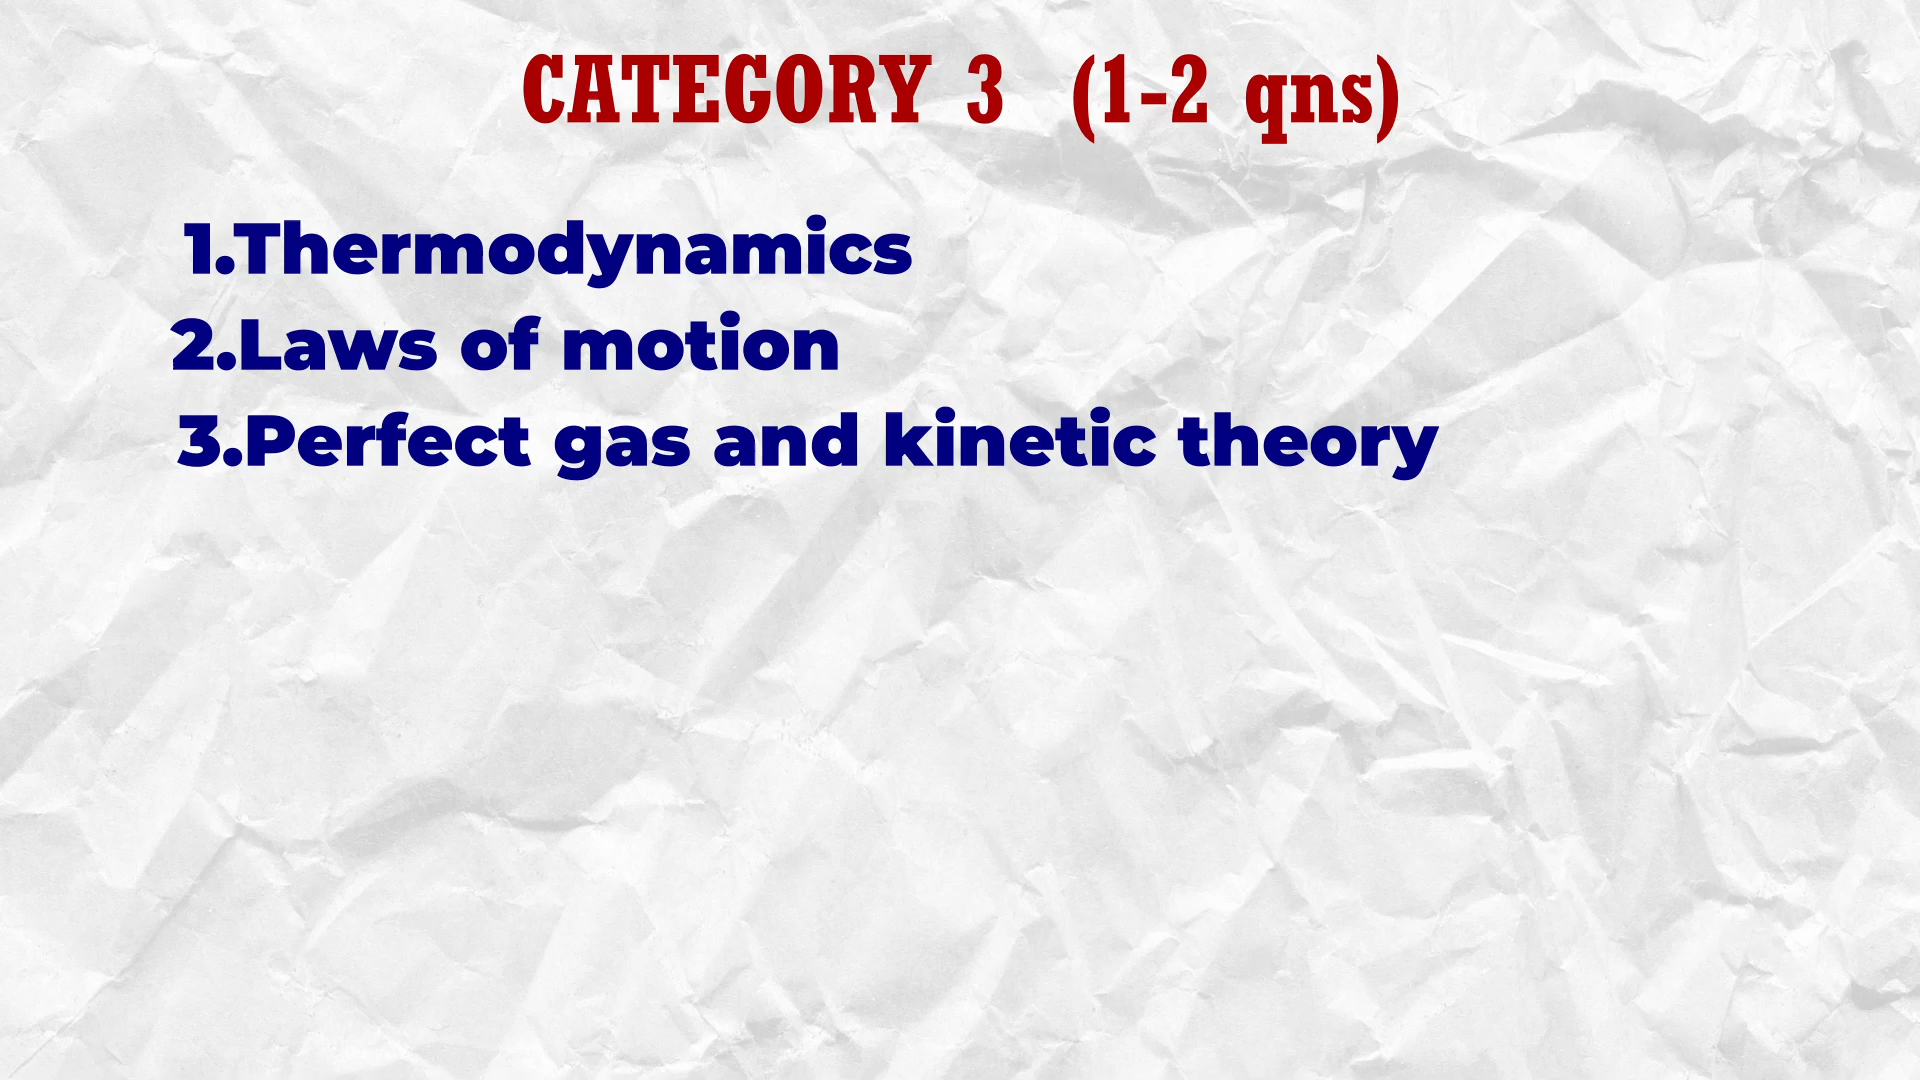 CATEGORY 3 (1-2 qns)
1.Thermodynamics
2.Laws of motion
3.Perfect gas and kinetic theory